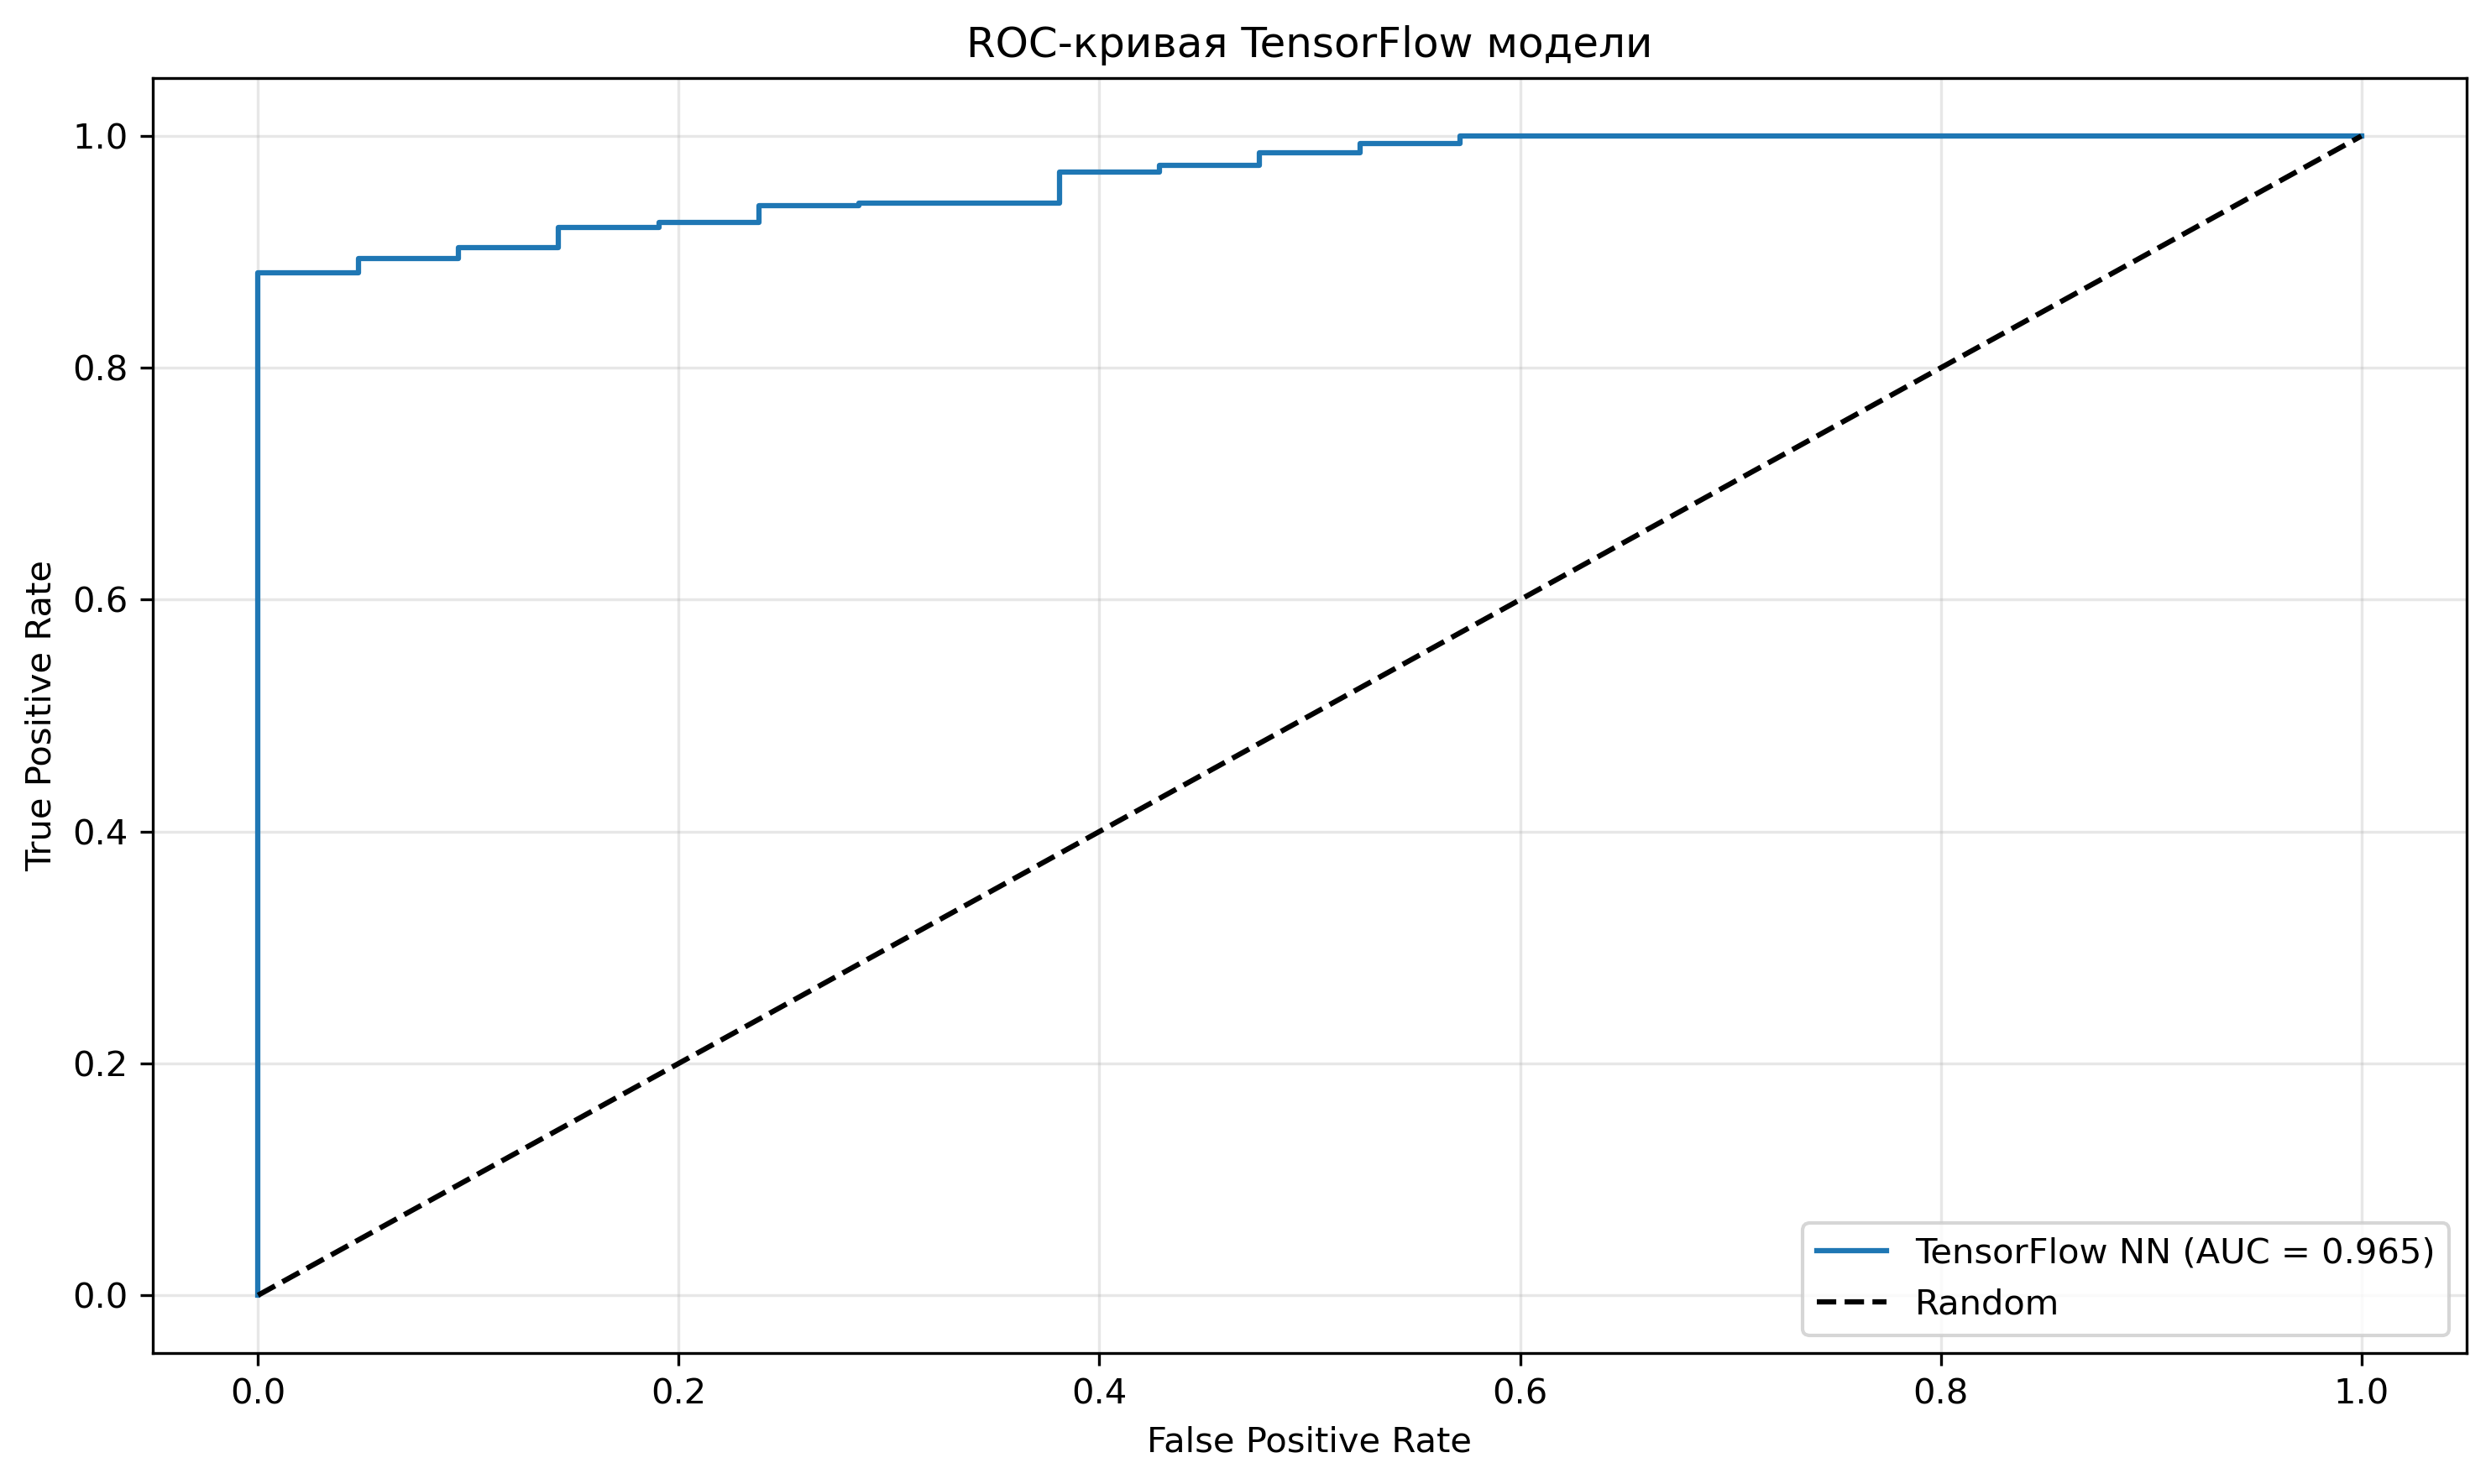 ROC-кривая TensorFlow модели
True Positive Rate
1.0
0.8
0.6
0.4
0.2
0.0
TensorFlow NN (AUC = 0.965)
Random
0.0 0.2 0.4 0.6 0.8 1.0
False Positive Rate